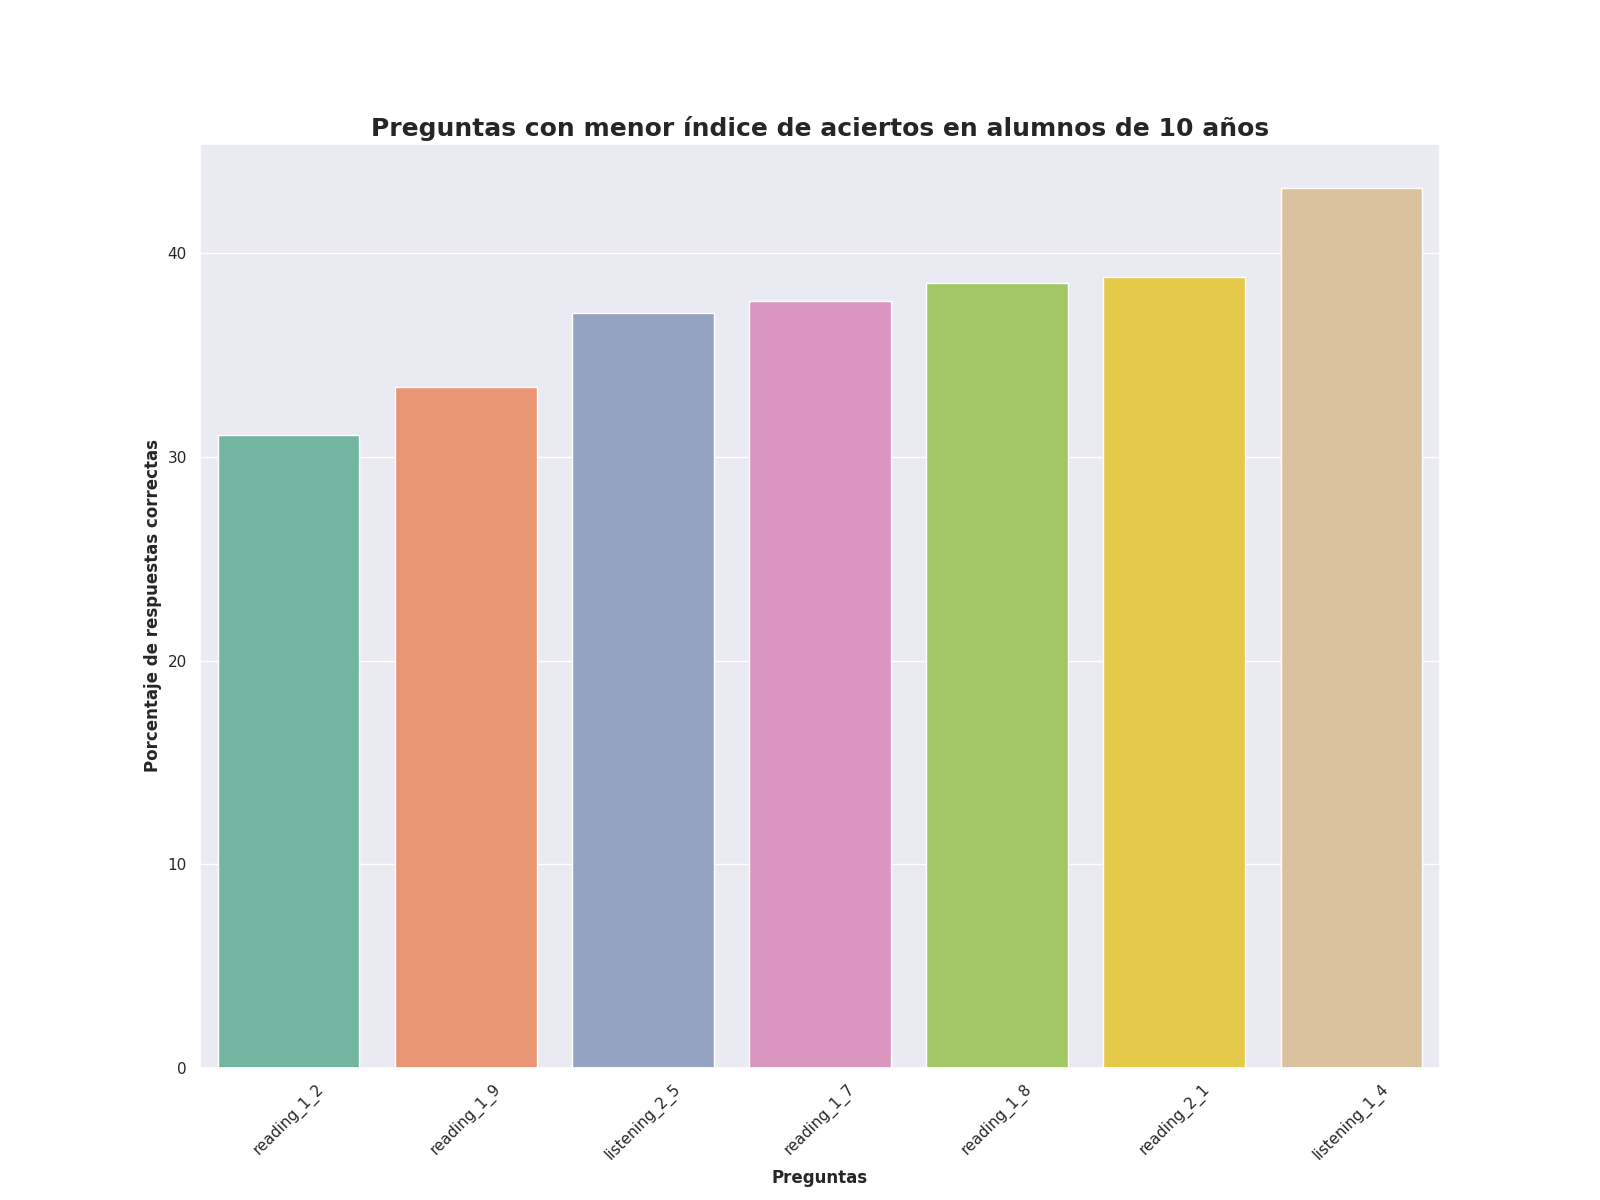 Preguntas con menor índice de aciertos en alumnos de 10 años
Porcentaje de respuestas correctas
40
30
20
10
0
reading_1_2
reading_1_9
listening_2_5
reading_1_7
reading_1_8
reading_2_1
listening_1_4
Preguntas